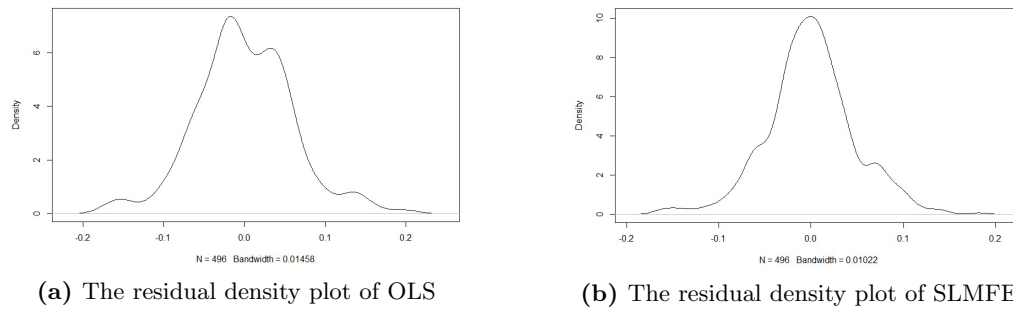 Density
6
4
2
0
-0.2 -0.1 0.0 0.1 0.2
N = 496 Bandwidth = 0.01458
(a) The residual density plot of OLS
Density
10
8
6
4
2
0
-0.2 -0.1 0.0 0.1 0.2
N = 496 Bandwidth = 0.01022
(b) The residual density plot of SLMFE